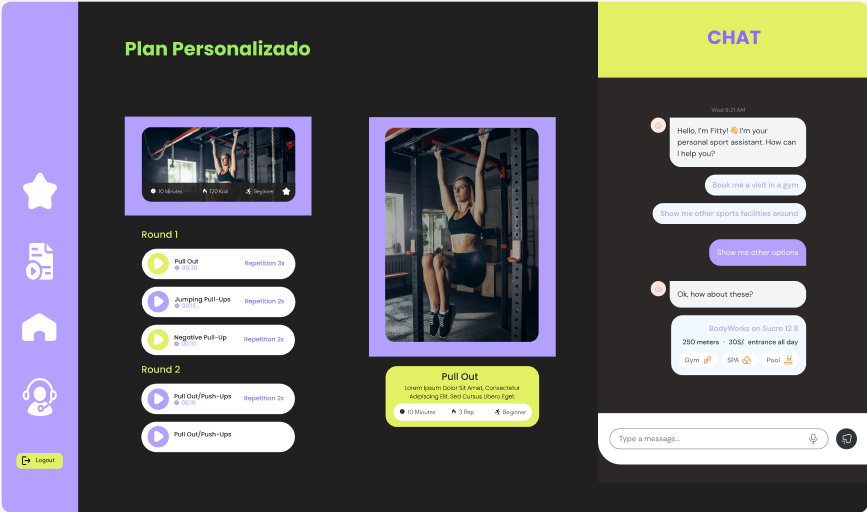 Plan Personalizado
10 Minutes
120 Kcal
Beginner
Round 1
Pull Out
00:30
Repetition 3x
Jumping Pull-Ups
00:15
Repetition 2x
Negative Pull-Up
00:10
Repetition 2x
Round 2
Pull Out/Push-Ups
00:10
Repetition 2x
Pull Out/Push-Ups
Logout
Pull Out
Lorem Ipsum Dolor Sit Amet, Consectetur
Adipiscing Elit. Sed Cursus Libero Eget.
10 Minutes
3 Rep
Beginner
CHAT
Wed 8:21 AM
Hello, I'm Fitty! 👋 I'm your
personal sport assistant. How can
I help you?
Book me a visit in a gym
Show me other sports facilities around
Show me other options
Ok, how about these?
BodyWorks on Sucre 12 8
250 meters · 30S/. entrance all day
Gym
SPA
Pool
Type a message...